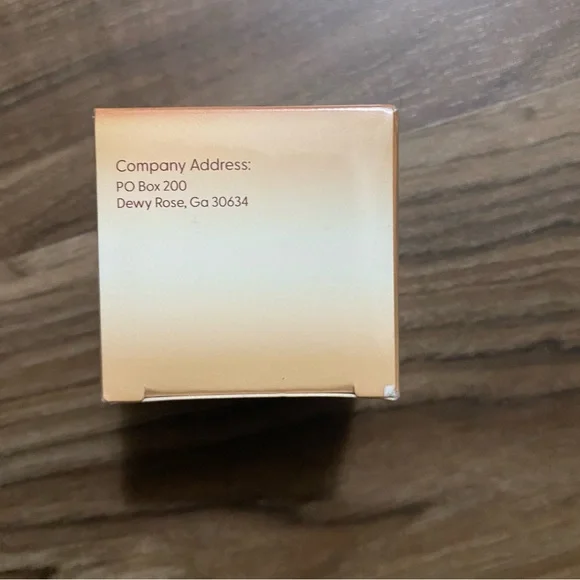 Company Address:
PO Box 200
Dewy Rose, Ga 30634